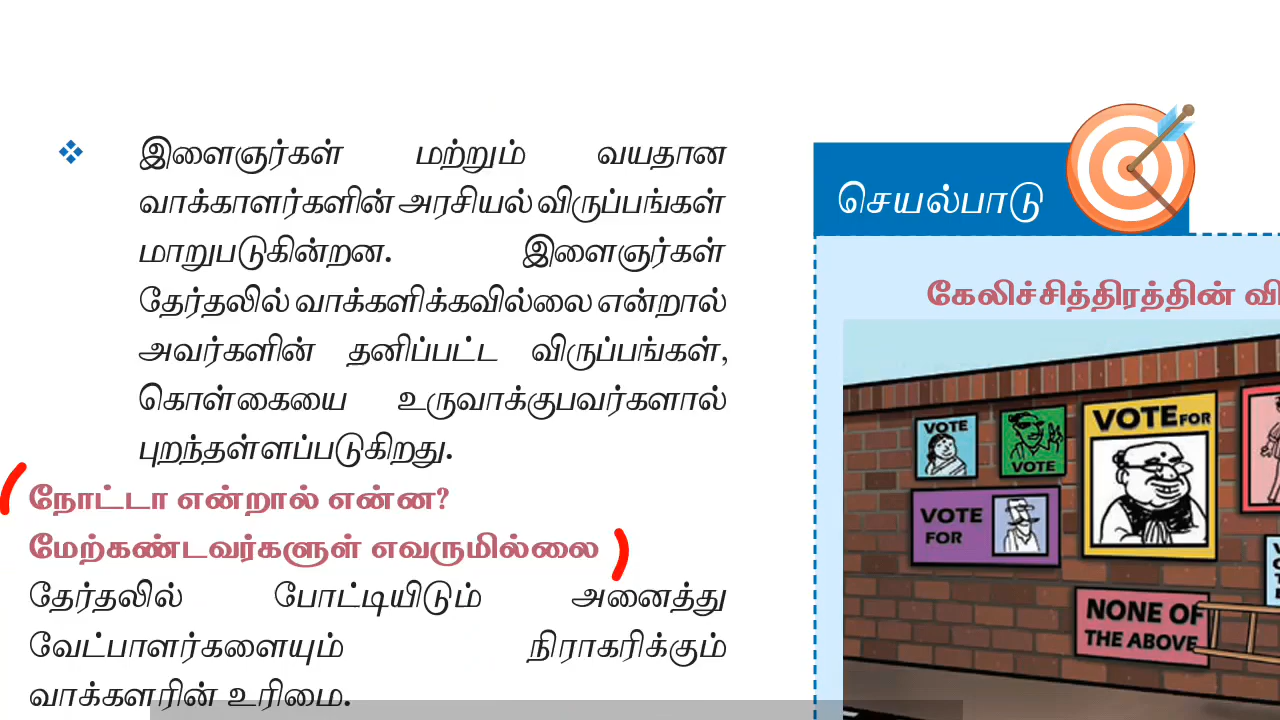 இளைஞர்கள் மற்றும் வயதான
வாக்காளர்களின் அரசியல் விருப்பங்கள்
மாறுபடுகின்றன. இளைஞர்கள்
தேர்தலில் வாக்களிக்கவில்லை என்றால்
அவர்களின் தனிப்பட்ட விருப்பங்கள்,
கொள்கையை உருவாக்குபவர்களால்
புறந்தள்ளப்படுகிறது.
நோட்டா என்றால் என்ன?
மேற்கண்டவர்களுள் எவருமில்லை
தேர்தலில் போட்டியிடும் அனைத்து
வேட்பாளர்களையும் நிராகரிக்கும்
வாக்களரின் உரிமை.
செயல்பாடு
கேலிச்சித்திரத்தின்
VOTE
VOTE
VOTE FOR
VOTE
FOR
NONE OF
THE ABOVE